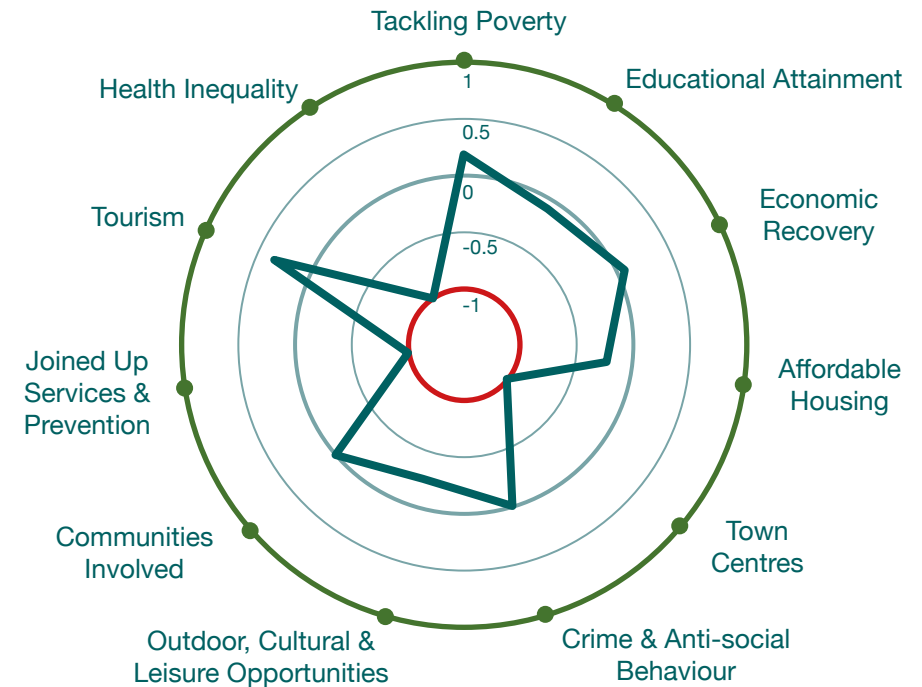 Tackling Poverty
Educational Attainment
Economic
Recovery
Affordable
Housing
Town
Centres
Crime & Anti-social
Behaviour
Outdoor, Cultural &
Leisure Opportunities
Communities
Involved
Joined Up
Services &
Prevention
Tourism
Health Inequality
1
0.5
0
-0.5
-1